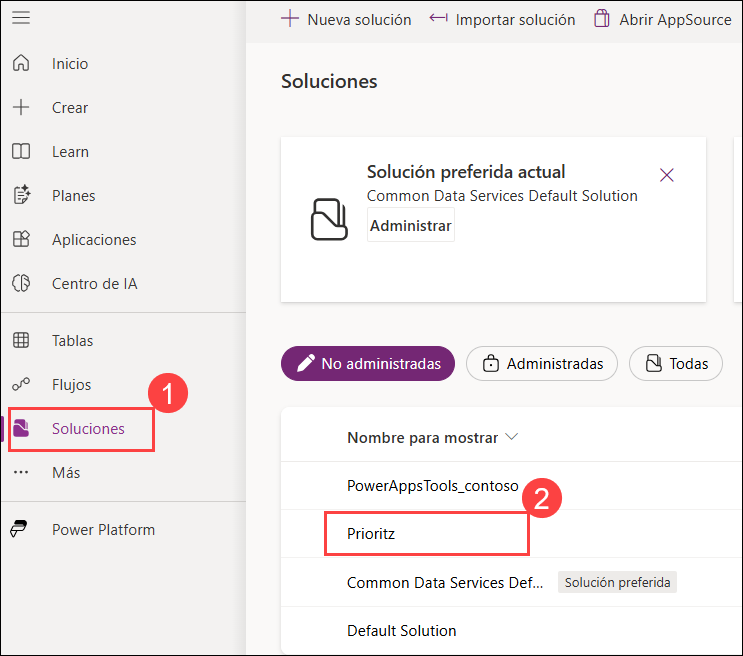 Nueva solución
Importar solución
Abrir AppSource
Inicio
Crear
Learn
Planes
Aplicaciones
Centro de IA
Tablas
Flujos
1
Soluciones
Más
Power Platform
Soluciones
Solución preferida actual
Common Data Services Default Solution
Administrar
No administradas
Administradas
Todas
Nombre para mostrar
PowerAppsTools_contoso
2
Prioritz
Common Data Services Def...
Solución preferida
Default Solution